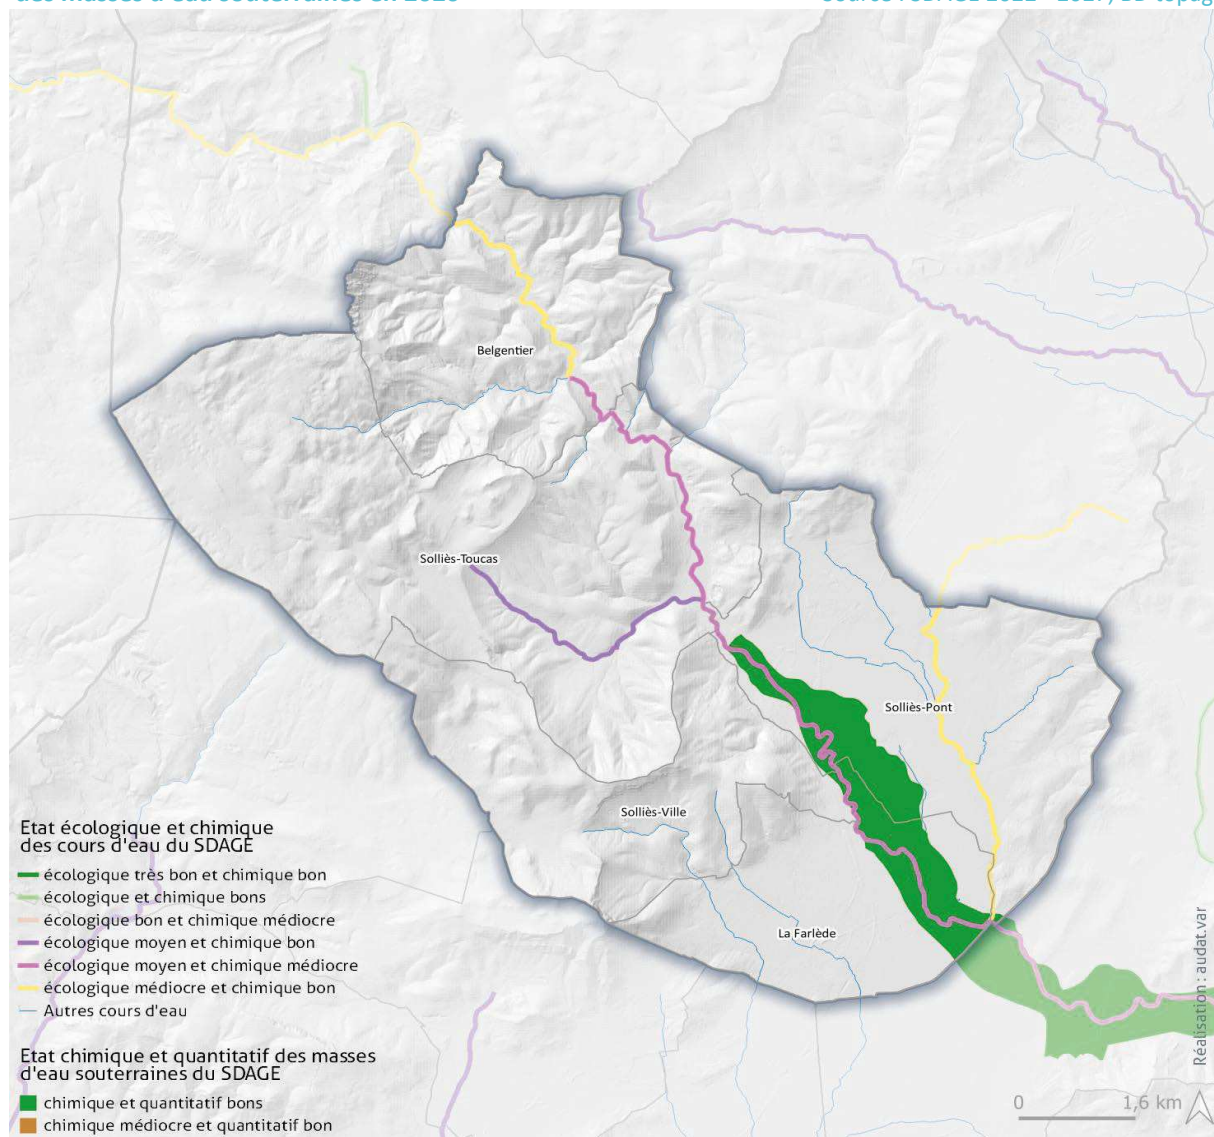 Belgentier
Solliès-Toucas
Solliès-Pont
Solliès-Ville
La Farlède
Etat écologique et chimique
des cours d'eau du SDAGE
écologique très bon et chimique bon
écologique et chimique bons
écologique bon et chimique médiocre
écologique moyen et chimique bon
écologique moyen et chimique médiocre
écologique médiocre et chimique bon
Autres cours d'eau
Etat chimique et quantitatif des masses
d'eau souterraines du SDAGE
chimique et quantitatif bons
chimique médiocre et quantitatif bon
0 1,6 km
Réalisation : audat.var